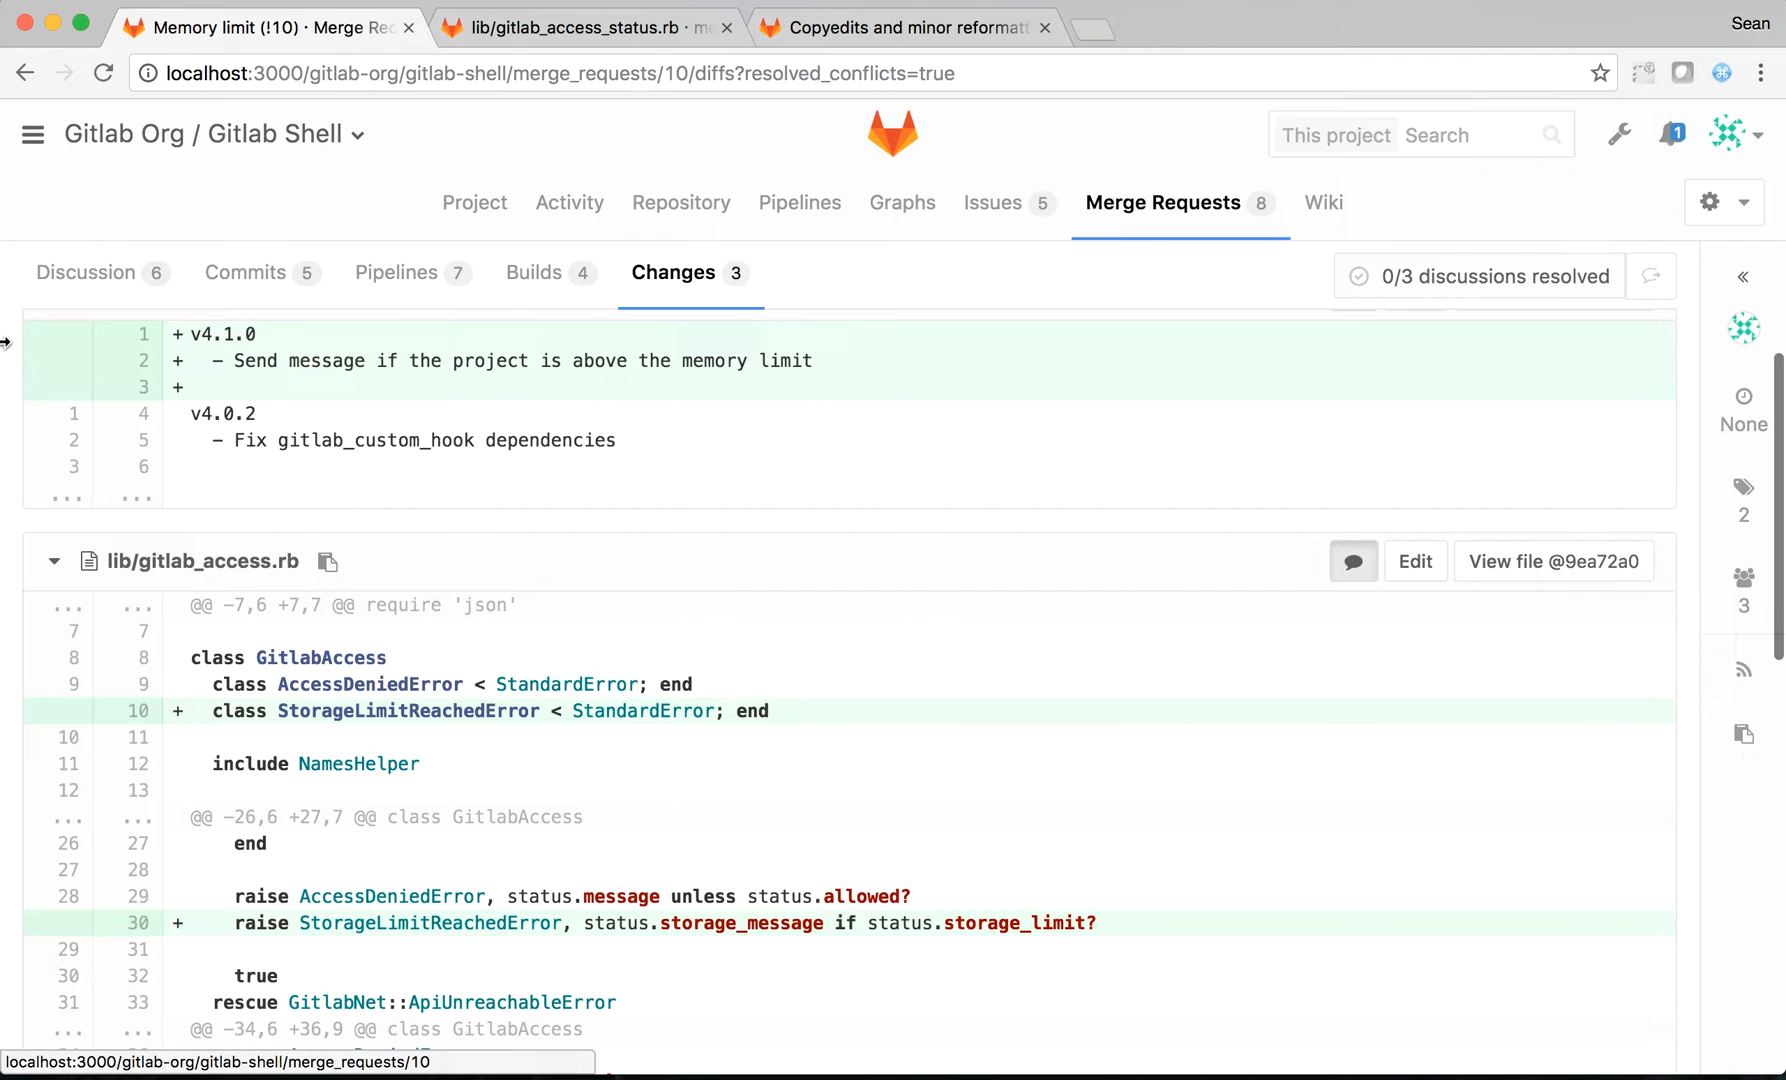 Memory limit (!10) · Merge Rec
lib/gitlab_access_status.rb · me
Copyedits and minor reformatt
Sean
localhost:3000/gitlab-org/gitlab-shell/merge_requests/10/diffs?resolved_conflicts=true
Gitlab Org / Gitlab Shell
This project Search
1
Project Activity Repository Pipelines Graphs Issues 5 Merge Requests 8 Wiki
Discussion 6 Commits 5 Pipelines 7 Builds 4 Changes 3
0/3 discussions resolved
«
1 + v4.1.0
2 + - Send message if the project is above the memory limit
3 +
1 4 v4.0.2
2 5 - Fix gitlab_custom_hook dependencies
3 6
... ...
None
2
3
lib/gitlab_access.rb
Edit
View file @9ea72a0
... ... @@ -7,6 +7,7 @@ require 'json'
7 7
8 8 class GitlabAccess
9 9 class AccessDeniedError < StandardError; end
10 + class StorageLimitReachedError < StandardError; end
10 11
11 12 include NamesHelper
12 13
... ... @@ -26,6 +27,7 @@ class GitlabAccess
26 27 end
27 28
28 29 raise AccessDeniedError, status.message unless status.allowed?
30 + raise StorageLimitReachedError, status.storage_message if status.storage_limit?
29 31
30 32 true
31 33 rescue GitlabNet::ApiUnreachableError
... ... @@ -34,6 +36,9 @@ class GitlabAccess
localhost:3000/gitlab-org/gitlab-shell/merge_requests/10